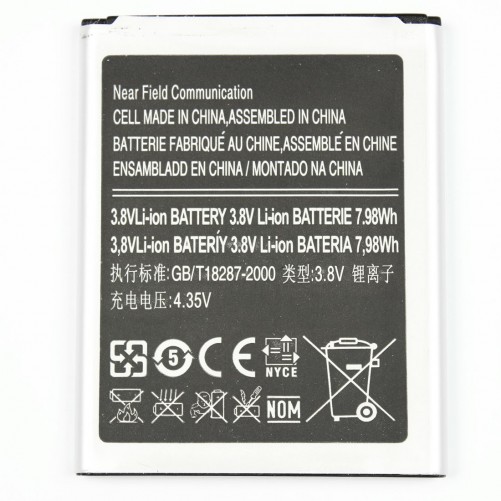 Near Field Communication
CELL MADE IN CHINA,ASSEMBLED IN CHINA
BATTERIE FABRIQUÉ AU CHINE,ASSEMBLÉ EN CHINE
ENSAMBLADD EN CHINA / MONTADO NA CHINA
3.8VLi-ion BATTERY 3.8V Li-ion BATTERIE 7.98Wh
3,8VLi-ion BATERÍY 3.8V Li-ion BATERIA 7,98Wh
执行标准:GB/T18287-2000 类型:3.8V 锂离子
充电电压:4.35V
5 CE NYCE
NOM